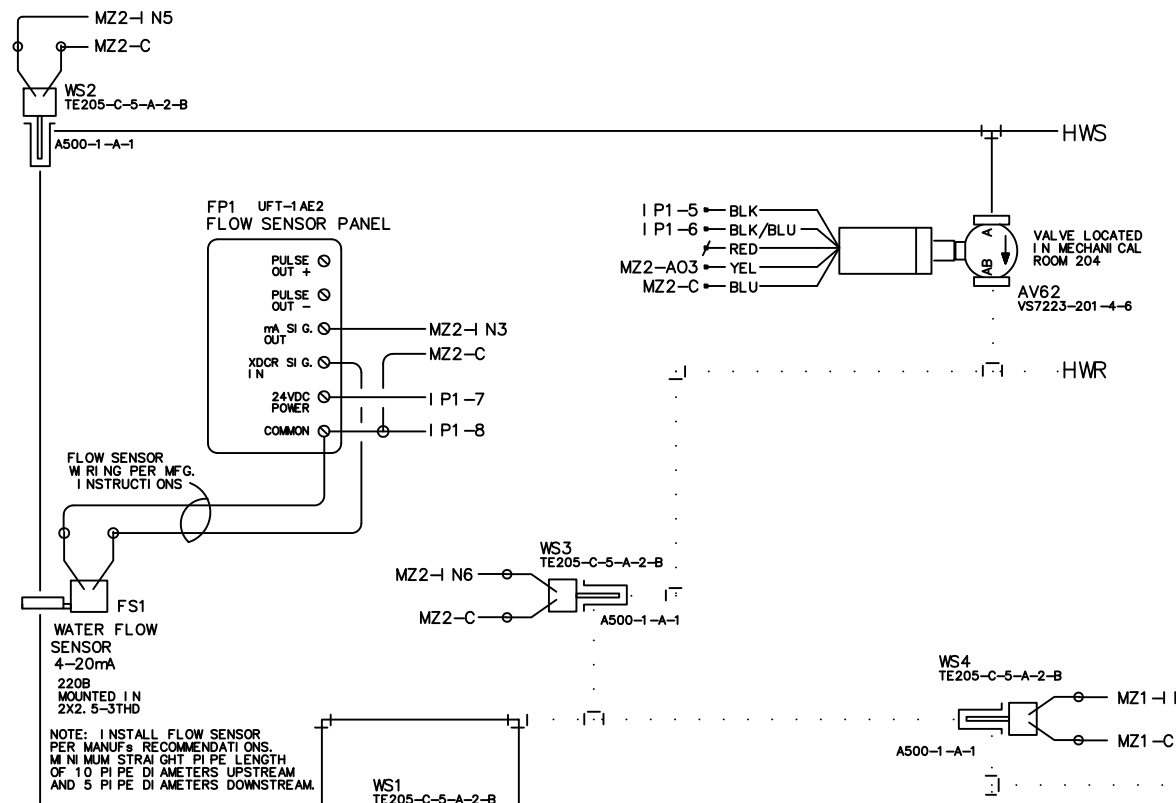 MZ2-IN5
MZ2-C
WS2
TE205-C-5-A-2-B
A500-1-A-1
HWS
FP1 UFT-1AE2
FLOW SENSOR PANEL
PULSE
OUT +
PULSE
OUT -
mA SIG.
OUT
XDCR SIG.
IN
24VDC
POWER
COMMON
MZ2-IN3
MZ2-C
IP1-7
IP1-8
IP1-5 BLK
IP1-6 BLK/BLU
RED
MZ2-AO3 YEL
MZ2-C BLU
A
AB
VALVE LOCATED
IN MECHANICAL
ROOM 204
AV62
VS7223-201-4-6
HWR
FLOW SENSOR
WIRING PER MFG.
INSTRUCTIONS
FS1
WATER FLOW
SENSOR
4-20mA
220B
MOUNTED IN
2X2.5-3THD
NOTE: INSTALL FLOW SENSOR
PER MANUFs RECOMMENDATIONS.
MINIMUM STRAIGHT PIPE LENGTH
OF 10 PIPE DIAMETERS UPSTREAM
AND 5 PIPE DIAMETERS DOWNSTREAM.
WS3
TE205-C-5-A-2-B
MZ2-IN6
MZ2-C
A500-1-A-1
WS4
TE205-C-5-A-2-B
MZ1-I
MZ1-C
A500-1-A-1
WS1
TE205-C-5-A-2-B